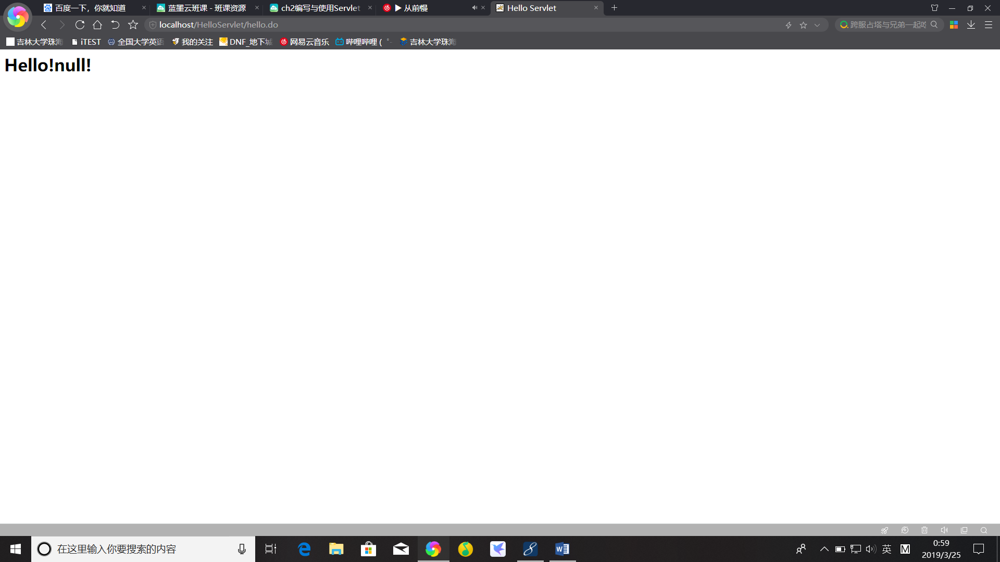 百度一下，你就知道
蓝墨云班课 - 班课资源
ch2编写与使用Servlet
▶ 从前慢
Hello Servlet
localhost/HelloServlet/hello.do
跨服占塔与兄弟一起吃
吉林大学珠海
iTEST
全国大学英语
我的关注
DNF_地下城
网易云音乐
哔哩哔哩 ( ゜-
吉林大学珠海
Hello!null!
在这里输入你要搜索的内容
英
M
0:59
2019/3/25